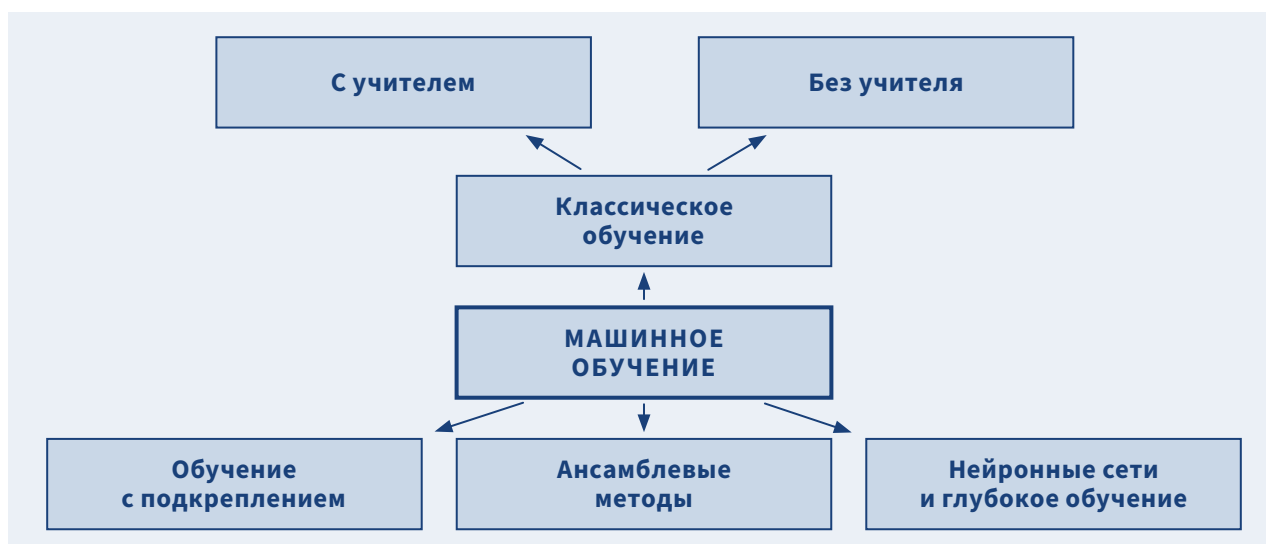 С учителем
Без учителя
Классическое
обучение
МАШИННОЕ
ОБУЧЕНИЕ
Обучение
с подкреплением
Ансамблевые
методы
Нейронные сети
и глубокое обучение